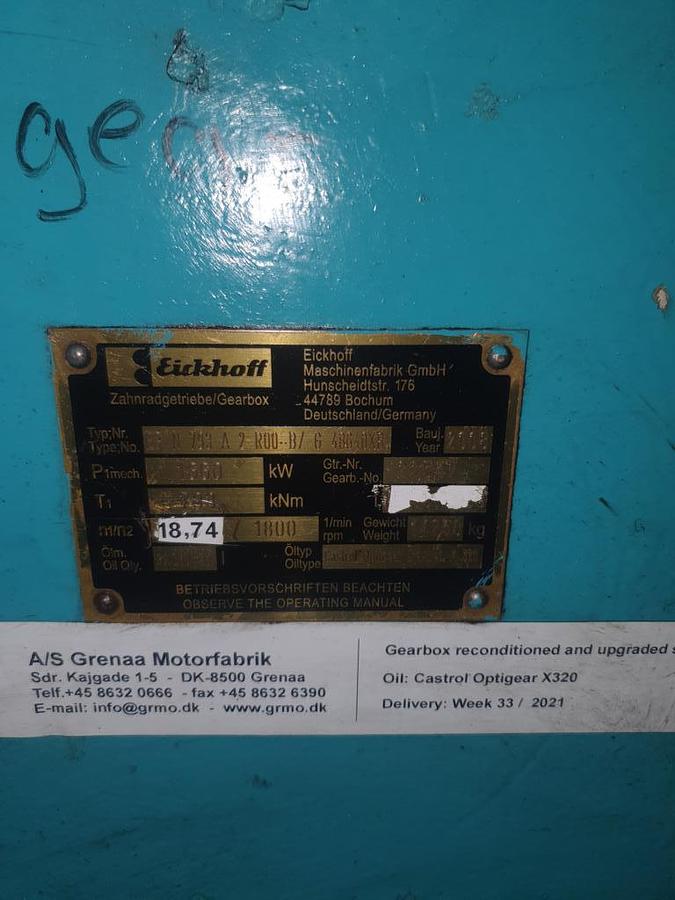 gea
Eickhoff
Zahnradgetriebe/Gearbox
Eickhoff
Maschinenfabrik GmbH
Hunscheidtstr. 176
44789 Bochum
Deutschland/Germany
Typ;Nr.
Type;No.
Bauj.
Year
P1mech.
kW
Gtr.-Nr.
Gearb.-No.
T1
kNm
n1/n2
18,74 / 1800
1/min
rpm
Gewicht
Weight
kg
Ölm.
Oil Qty.
Öltyp
Oiltype
BETRIEBSVORSCHRIFTEN BEACHTEN
OBSERVE THE OPERATING MANUAL
A/S Grenaa Motorfabrik
Sdr. Kajgade 1-5 - DK-8500 Grenaa
Telf.+45 8632 0666 - fax +45 8632 6390
E-mail: info@grmo.dk - www.grmo.dk
Gearbox reconditioned and upgraded
Oil: Castrol Optigear X320
Delivery: Week 33 / 2021